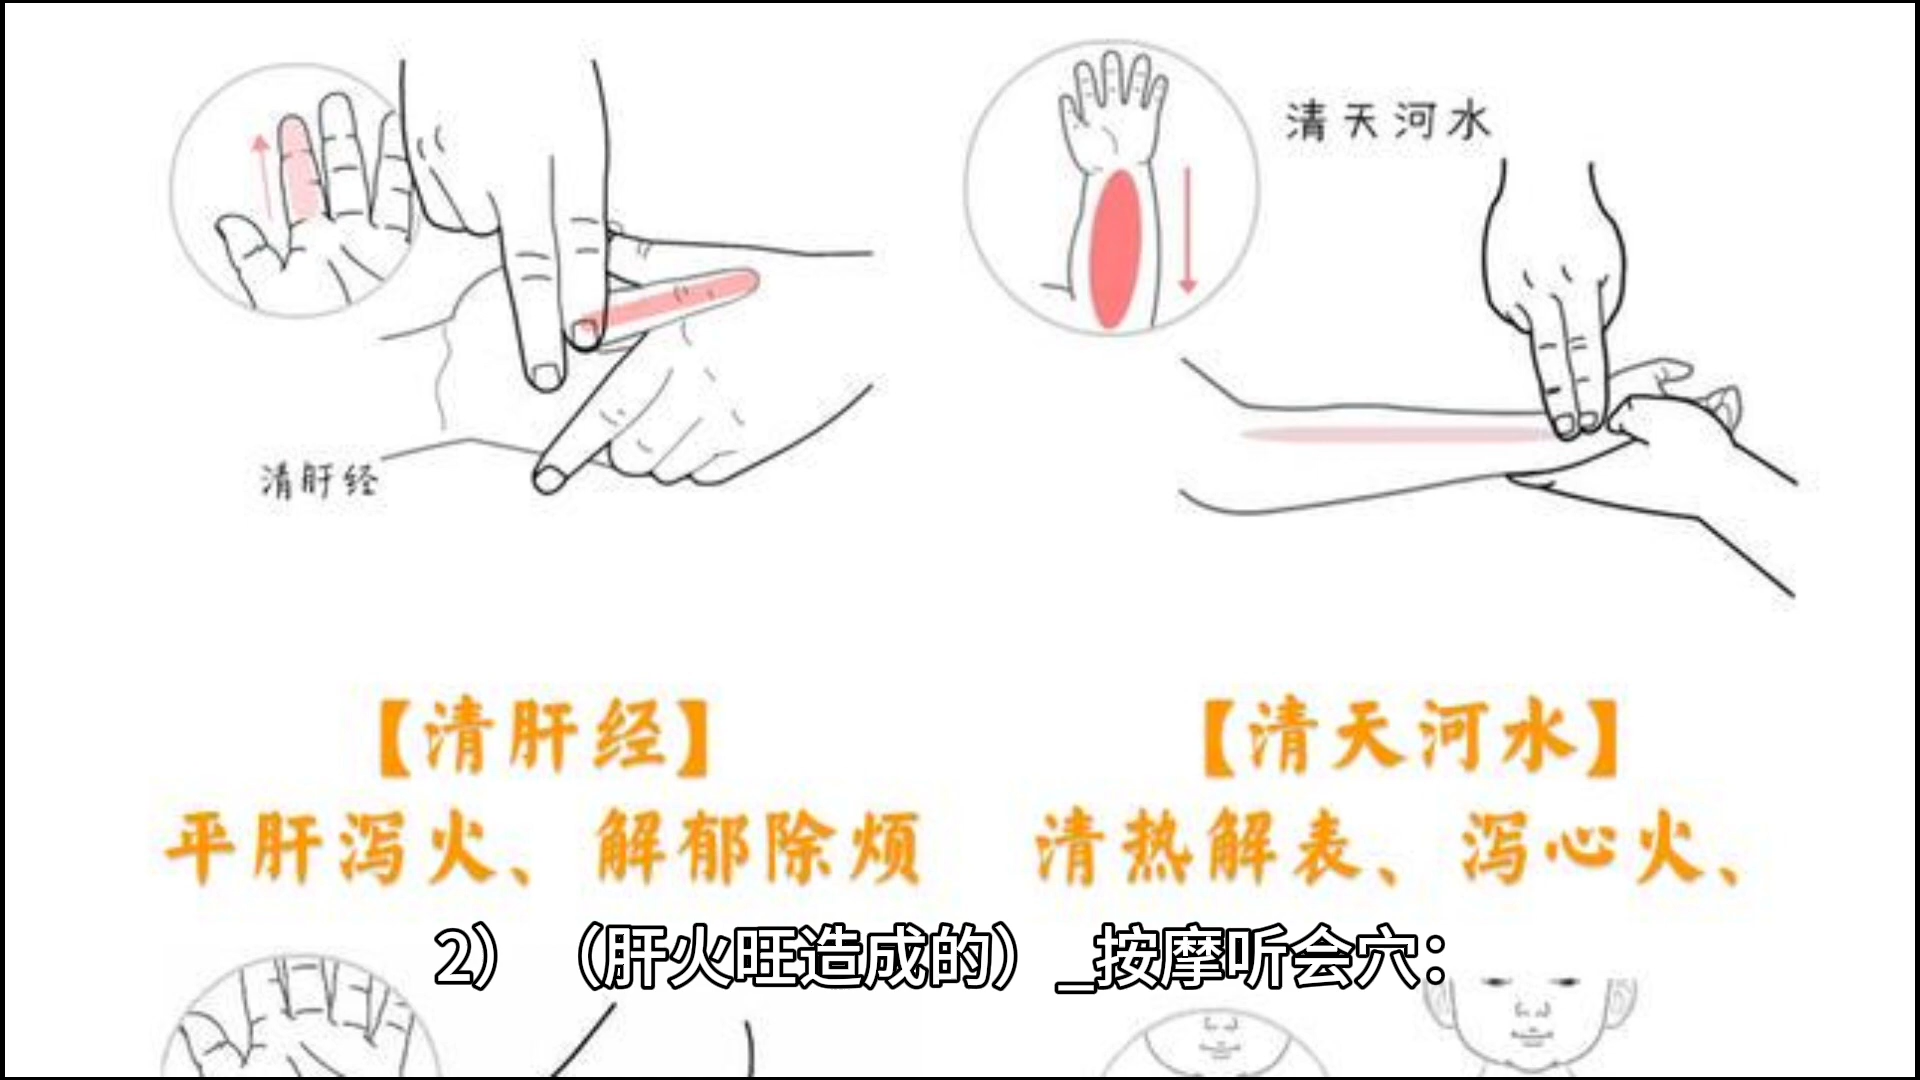 清天河水
清肝经
【清肝经】
平肝泻火、解郁除烦
【清天河水】
清热解表、泻心火、
2）（肝火旺造成的）_按摩听会穴：